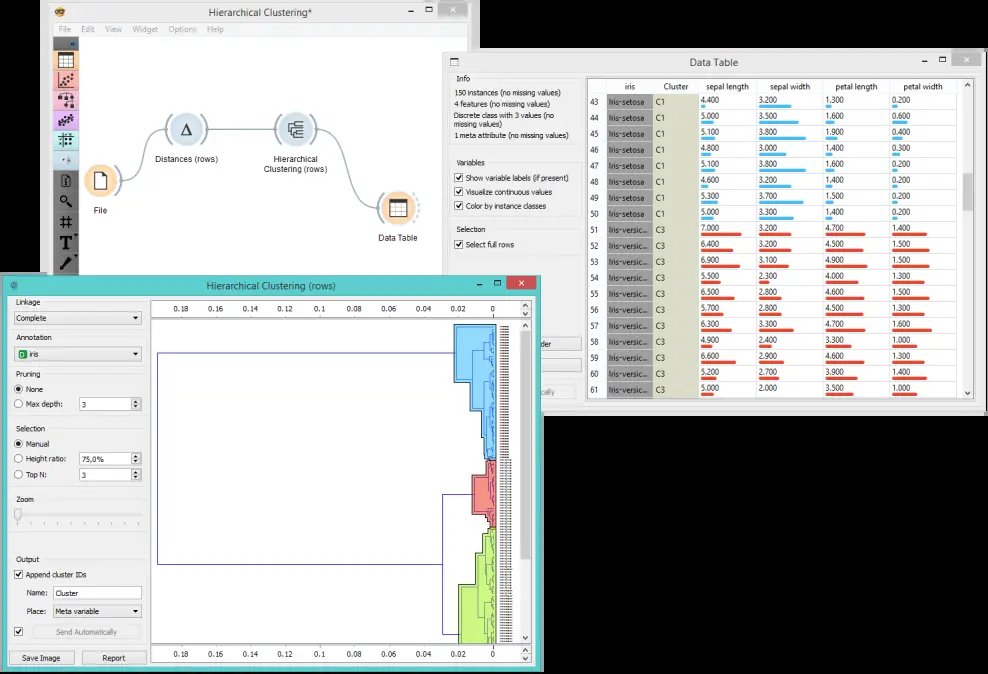 Hierarchical Clustering*
File Edit View Widget Options Help
Distances (rows)
Hierarchical
Clustering (rows)
File
Data Table
Data Table
Info
150 instances (no missing values)
4 features (no missing values)
Discrete class with 3 values (no
missing values)
1 meta attribute (no missing values)
Variables
Show variable labels (if present)
Visualize continuous values
Color by instance classes
Selection
Select full rows
der
cally
iris Cluster sepal length sepal width petal length petal width
43 Iris-setosa C1 4.400 3.200 1.300 0.200
44 Iris-setosa C1 5.000 3.500 1.600 0.600
45 Iris-setosa C1 5.100 3.800 1.900 0.400
46 Iris-setosa C1 4.800 3.000 1.400 0.300
47 Iris-setosa C1 5.100 3.800 1.600 0.200
48 Iris-setosa C1 4.600 3.200 1.400 0.200
49 Iris-setosa C1 5.300 3.700 1.500 0.200
50 Iris-setosa C1 5.000 3.300 1.400 0.200
51 Iris-versic... C3 7.000 3.200 4.700 1.400
52 Iris-versic... C3 6.400 3.200 4.500 1.500
53 Iris-versic... C3 6.900 3.100 4.900 1.500
54 Iris-versic... C3 5.500 2.300 4.000 1.300
55 Iris-versic... C3 6.500 2.800 4.600 1.500
56 Iris-versic... C3 5.700 2.800 4.500 1.300
57 Iris-versic... C3 6.300 3.300 4.700 1.600
58 Iris-versic... C3 4.900 2.400 3.300 1.000
59 Iris-versic... C3 6.600 2.900 4.600 1.300
60 Iris-versic... C3 5.200 2.700 3.900 1.400
61 Iris-versic... C3 5.000 2.000 3.500 1.000
Hierarchical Clustering (rows)
Linkage
Complete
Annotation
iris
Pruning
None
Max depth: 3
Selection
Manual
Height ratio: 75,0%
Top N: 3
Zoom
Output
Append cluster IDs
Name: Cluster
Place: Meta variable
Send Automatically
Save Image Report
0.18 0.16 0.14 0.12 0.1 0.08 0.06 0.04 0.02 0
0.18 0.16 0.14 0.12 0.1 0.08 0.06 0.04 0.02 0